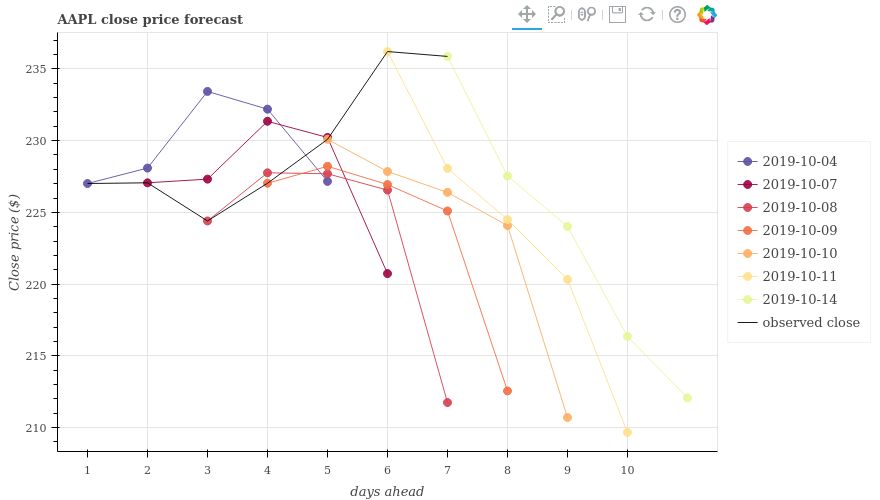 AAPL close price forecast
235
230
225
220
215
210
Close price ($)
1 2 3 4 5 6 7 8 9 10
days ahead
2019-10-04
2019-10-07
2019-10-08
2019-10-09
2019-10-10
2019-10-11
2019-10-14
observed close